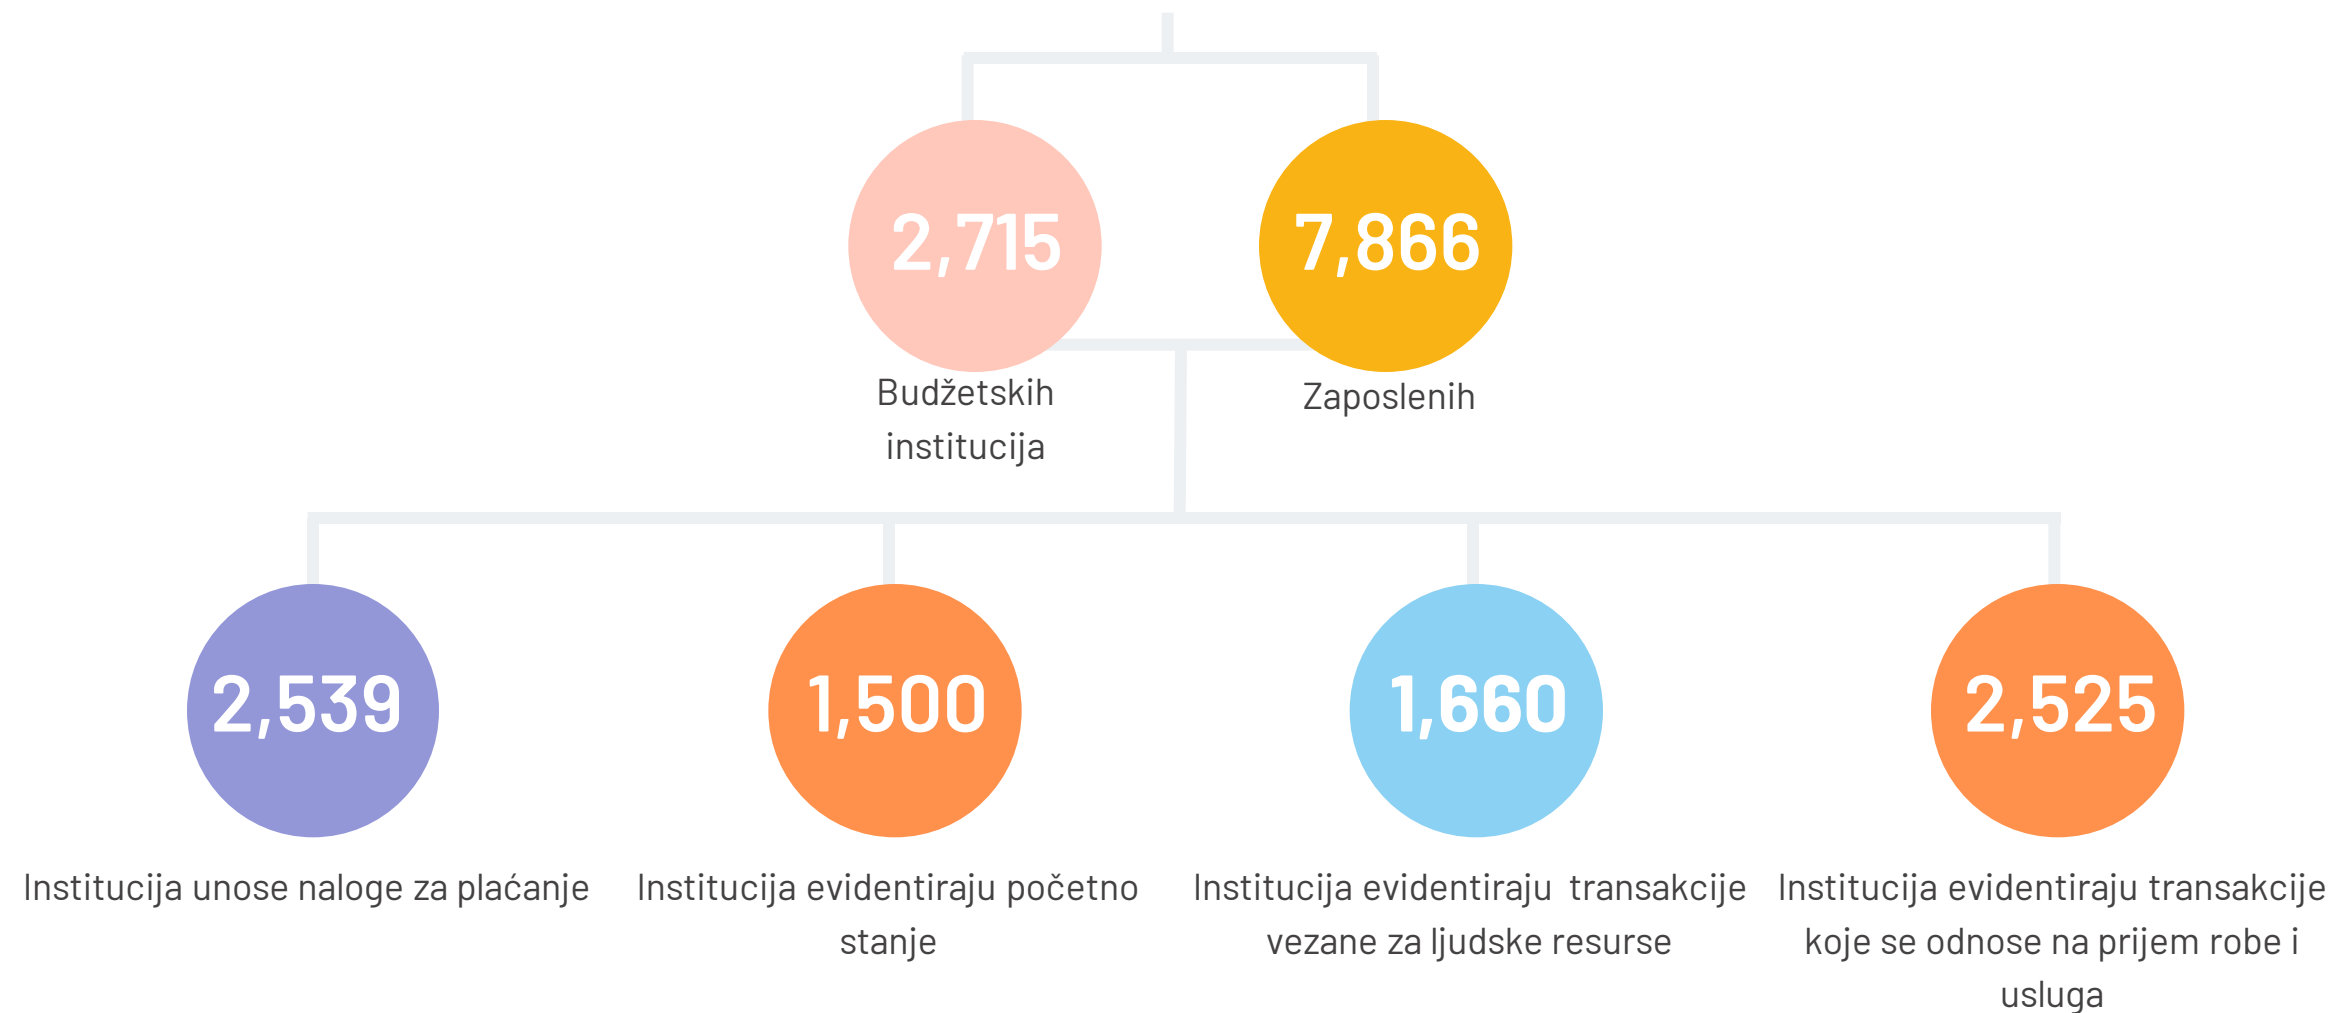 2,715
7,866
Budžetskih
institucija
Zaposlenih
2,539
1,500
1,660
2,525
Institucija unose naloge za plaćanje
Institucija evidentiraju početno
stanje
Institucija evidentiraju transakcije
vezane za ljudske resurse
Institucija evidentiraju transakcije
koje se odnose na prijem robe i
usluga